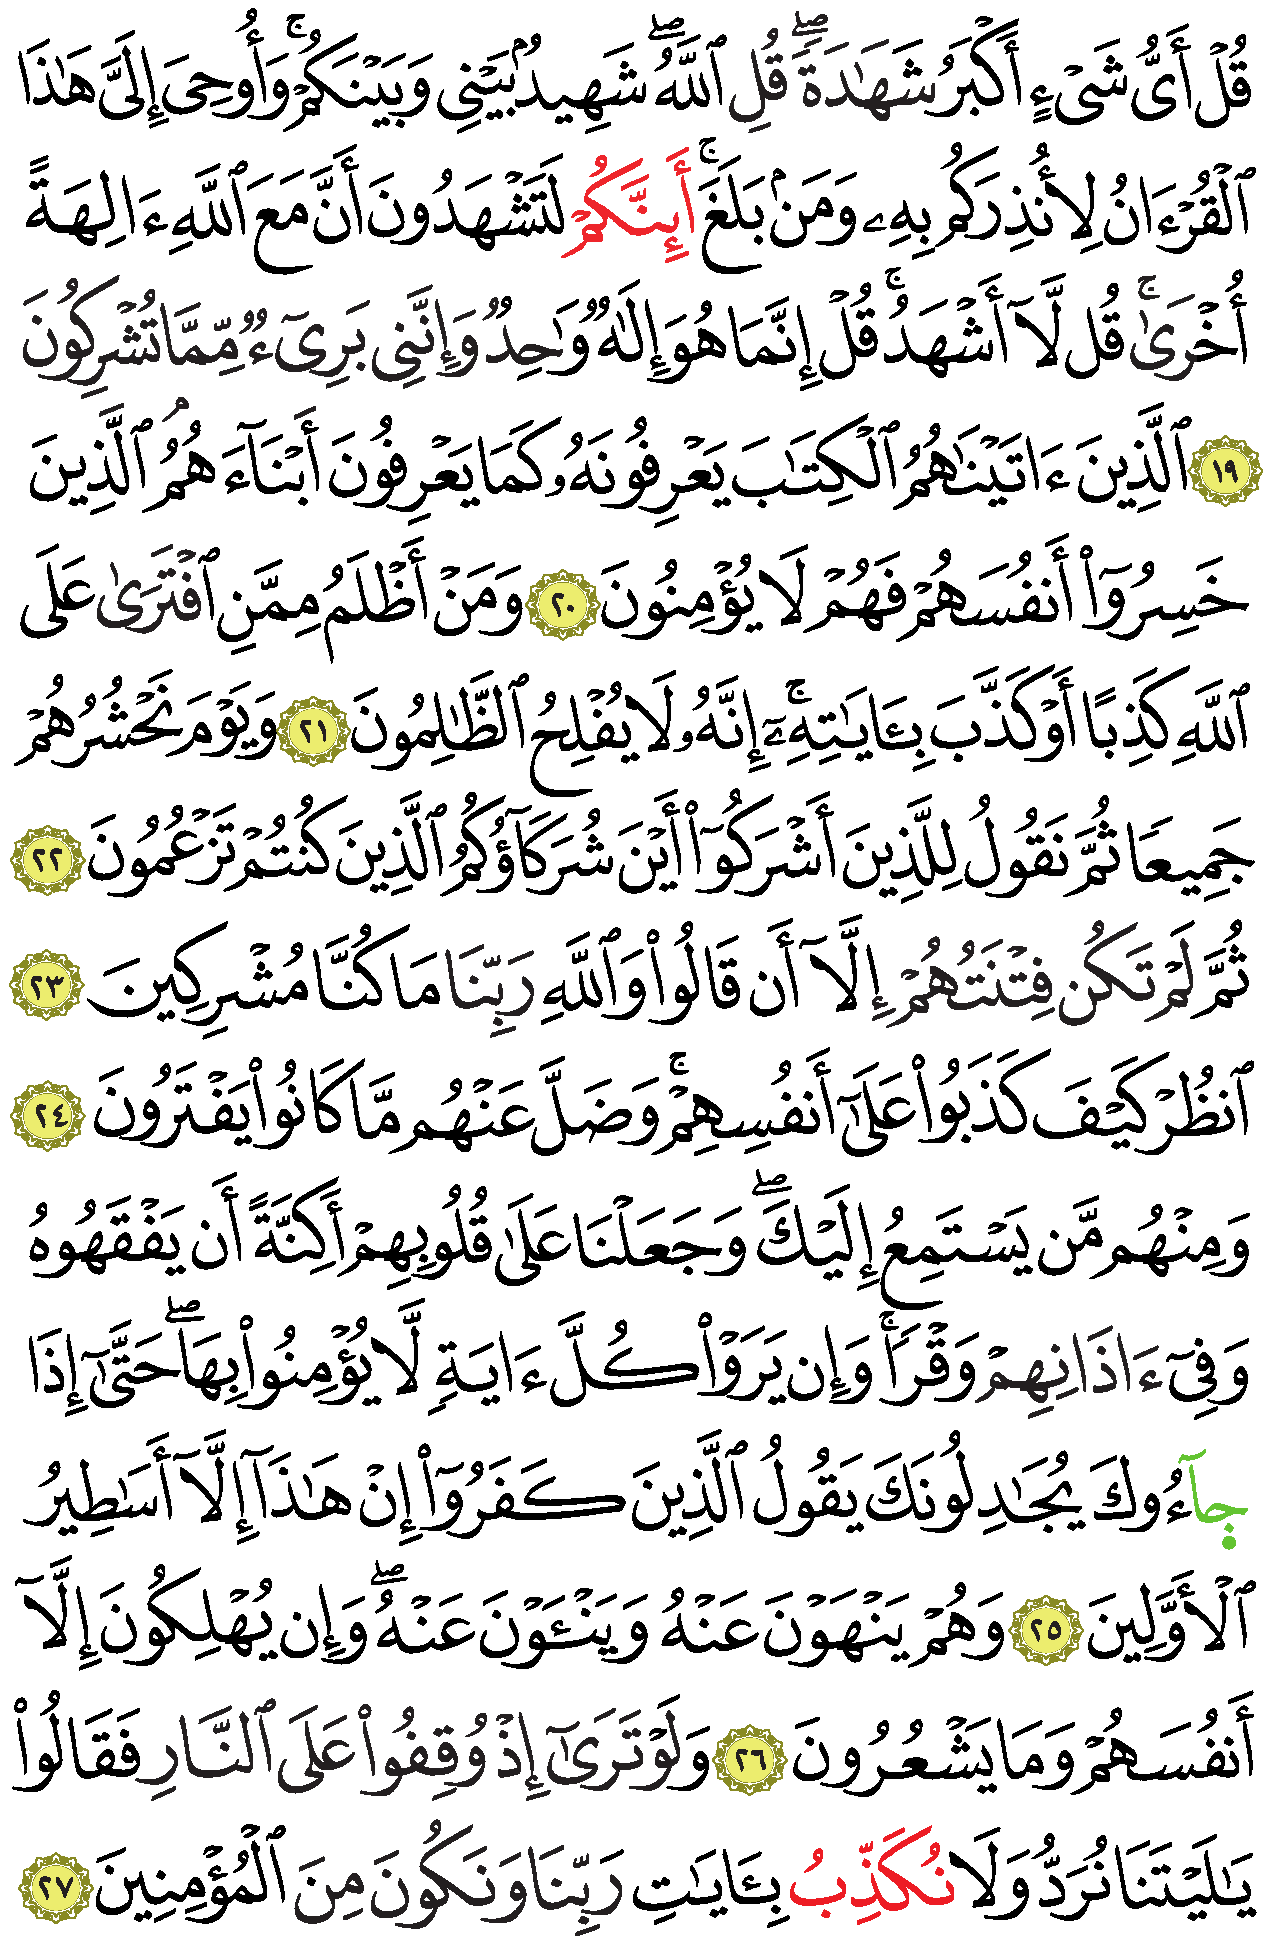 قُلۡ أَيُّ شَيۡءٍ أَكۡبَرُ شَهَٰدَةٗۖ قُلِ ٱللَّهُۖ شَهِيدُۢ بَيۡنِي وَبَيۡنَكُمۡۚ وَأُوحِيَ إِلَيَّ هَٰذَا
ٱلۡقُرۡءَانُ لِأُنذِرَكُم بِهِۦ وَمَنۢ بَلَغَۚ أَئِنَّكُمۡ لَتَشۡهَدُونَ أَنَّ مَعَ ٱللَّهِ ءَالِهَةً
أُخۡرَىٰۚ قُل لَّآ أَشۡهَدُۚ قُلۡ إِنَّمَا هُوَ إِلَٰهٞ وَٰحِدٞ وَإِنَّنِي بَرِيٓءٞ مِّمَّا تُشۡرِكُونَ
١٩ ٱلَّذِينَ ءَاتَيۡنَٰهُمُ ٱلۡكِتَٰبَ يَعۡرِفُونَهُۥ كَمَا يَعۡرِفُونَ أَبۡنَآءَهُمُۘ ٱلَّذِينَ
خَسِرُوٓاْ أَنفُسَهُمۡ فَهُمۡ لَا يُؤۡمِنُونَ ٢٠ وَمَنۡ أَظۡلَمُ مِمَّنِ ٱفۡتَرَىٰ عَلَى
ٱللَّهِ كَذِبًا أَوۡ كَذَّبَ بِـَٔايَٰتِهِۦٓۚ إِنَّهُۥ لَا يُفۡلِحُ ٱلظَّٰلِمُونَ ٢١ وَيَوۡمَ نَحۡشُرُهُمۡ
جَمِيعٗا ثُمَّ نَقُولُ لِلَّذِينَ أَشۡرَكُوٓاْ أَيۡنَ شُرَكَآؤُكُمُ ٱلَّذِينَ كُنتُمۡ تَزۡعُمُونَ ٢٢
ثُمَّ لَمۡ تَكُن فِتۡنَتُهُمۡ إِلَّآ أَن قَالُواْ وَٱللَّهِ رَبِّنَا مَا كُنَّا مُشۡرِكِينَ ٢٣
ٱنظُرۡ كَيۡفَ كَذَبُواْ عَلَىٰٓ أَنفُسِهِمۡۚ وَضَلَّ عَنۡهُم مَّا كَانُواْ يَفۡتَرُونَ ٢٤
وَمِنۡهُم مَّن يَسۡتَمِعُ إِلَيۡكَۖ وَجَعَلۡنَا عَلَىٰ قُلُوبِهِمۡ أَكِنَّةً أَن يَفۡقَهُوهُ
وَفِيٓ ءَاذَانِهِمۡ وَقۡرٗاۚ وَإِن يَرَوۡاْ كُلَّ ءَايَةٖ لَّا يُؤۡمِنُواْ بِهَاۖ حَتَّىٰٓ إِذَا
جَآءُوكَ يُجَٰدِلُونَكَ يَقُولُ ٱلَّذِينَ كَفَرُوٓاْ إِنۡ هَٰذَآ إِلَّآ أَسَٰطِيرُ
ٱلۡأَوَّلِينَ ٢٥ وَهُمۡ يَنۡهَوۡنَ عَنۡهُ وَيَنۡـَٔوۡنَ عَنۡهُۖ وَإِن يُهۡلِكُونَ إِلَّآ
أَنفُسَهُمۡ وَمَا يَشۡعُرُونَ ٢٦ وَلَوۡ تَرَىٰٓ إِذۡ وُقِفُواْ عَلَى ٱلنَّارِ فَقَالُواْ
يَٰلَيۡتَنَا نُرَدُّ وَلَا نُكَذِّبُ بِـَٔايَٰتِ رَبِّنَا وَنَكُونَ مِنَ ٱلۡمُؤۡمِنِينَ ٢٧